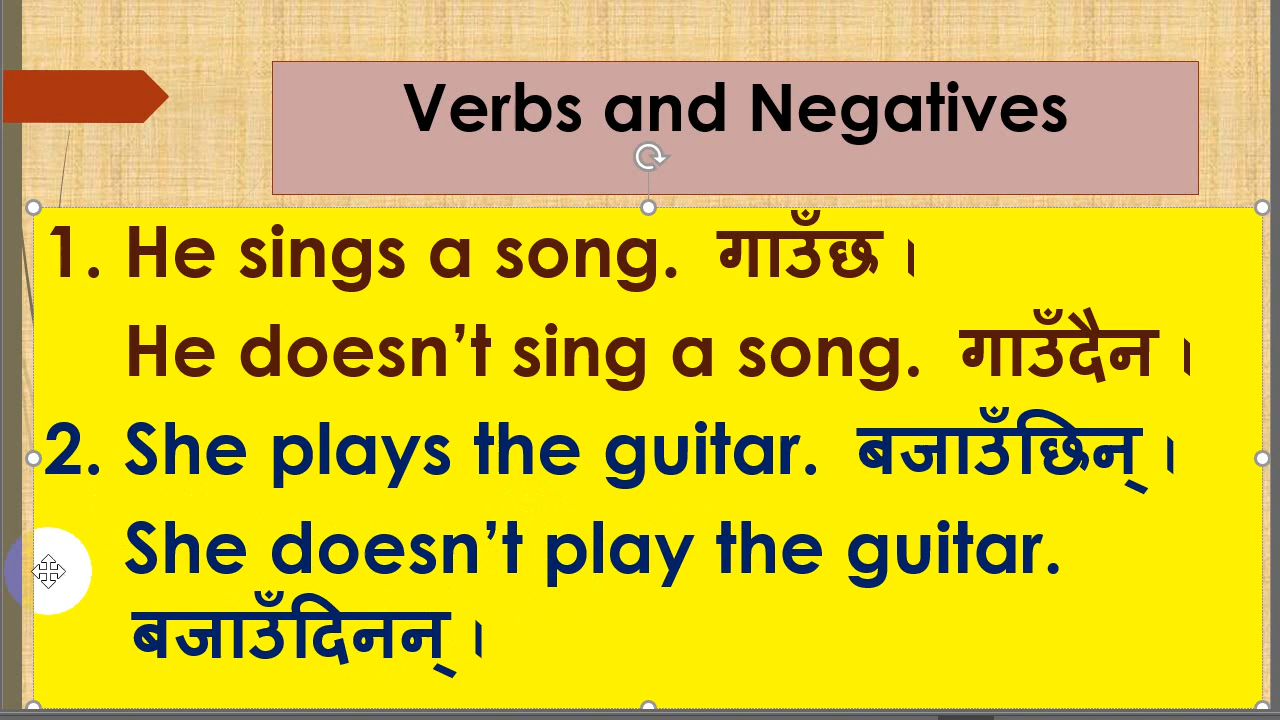 Verbs and Negatives
1. He sings a song. गाउँछ ।
He doesn’t sing a song. गाउँदैन ।
2. She plays the guitar. बजाउँछिन् ।
She doesn’t play the guitar.
बजाउँदिनन् ।